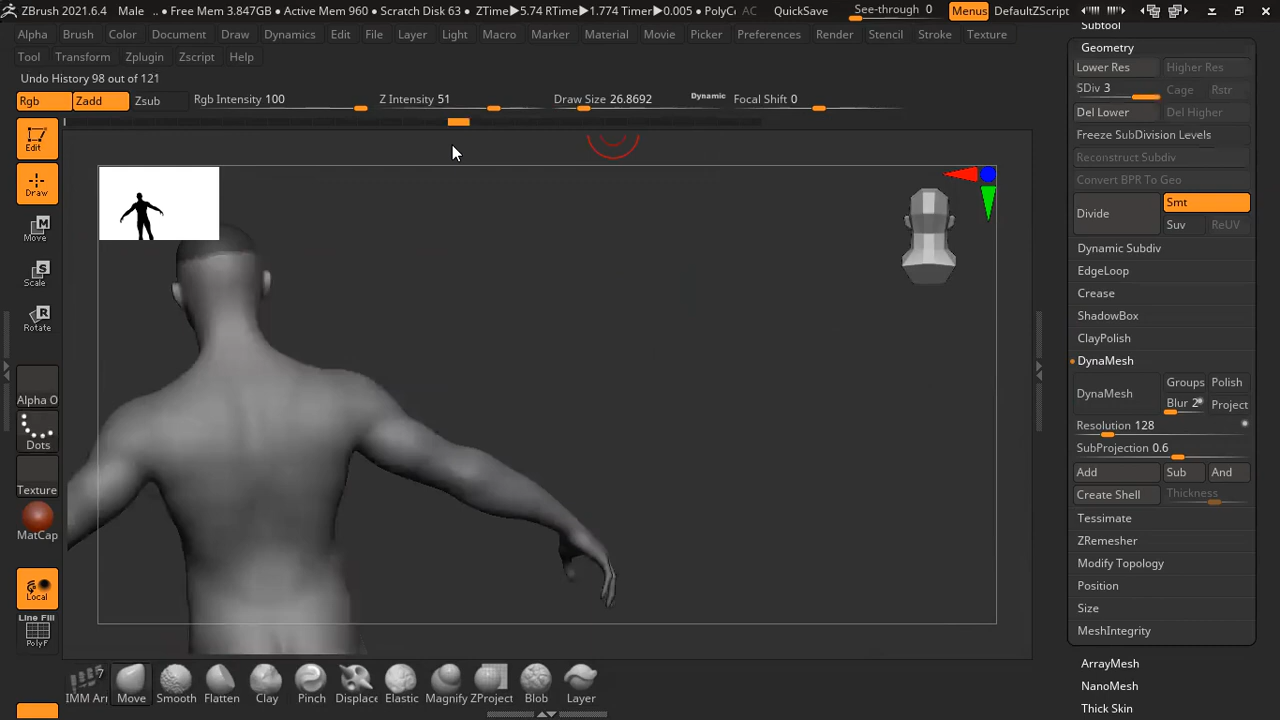 ZBrush 2021.6.4 Male .. • Free Mem 3.847GB • Active Mem 960 • Scratch Disk 63 • ZTime▶5.74 RTime▶1.774 Timer▶0.005 • PolyC AC QuickSave See-through 0 Menus DefaultZScript
Alpha Brush Color Document Draw Dynamics Edit File Layer Light Macro Marker Material Movie Picker Preferences Render Stencil Stroke Texture
Tool Transform Zplugin Zscript Help
Undo History 98 out of 121
Rgb Zadd Zsub Rgb Intensity 100 Z Intensity 51 Draw Size 26.8692 Dynamic Focal Shift 0
Edit
Draw
M
Move
S
Scale
R
Rotate
Alpha O
Dots
Texture
MatCap
Local
Line Fill
PolyF
7
IMM Arr Move Smooth Flatten Clay Pinch Displace Elastic Magnify ZProject Blob Layer
Subtool
Geometry
Lower Res Higher Res
SDiv 3 Cage Rstr
Del Lower Del Higher
Freeze SubDivision Levels
Reconstruct Subdiv
Convert BPR To Geo
Divide Smt
Suv ReUV
Dynamic Subdiv
EdgeLoop
Crease
ShadowBox
ClayPolish
DynaMesh
DynaMesh Groups Polish
Blur 2 Project
Resolution 128
SubProjection 0.6
Add Sub And
Create Shell Thickness
Tessimate
ZRemesher
Modify Topology
Position
Size
MeshIntegrity
ArrayMesh
NanoMesh
Thick Skin